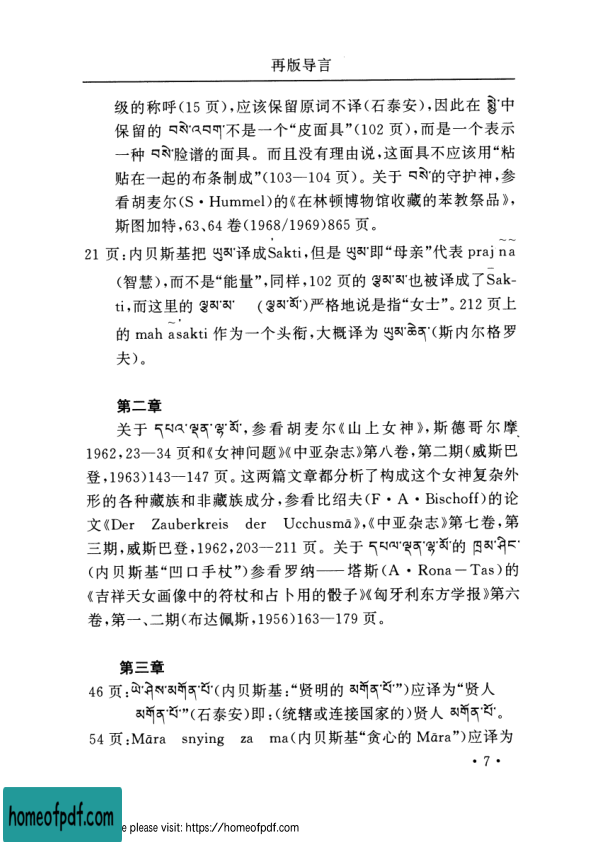 再版导言
级的称呼(15 页),应该保留原词不译(石泰安),因此在 སྤྱི་中
保留的 བསེ་འབག་不是一个“皮面具”(102 页),而是一个表示
一种 བསེ་脸谱的面具。而且没有理由说,这面具不应该用“粘
贴在一起的布条制成”(103—104 页)。关于 བསེ་的守护神,参
看胡麦尔(S·Hummel)的《在林顿博物馆收藏的苯教祭品》,
斯图加特,63、64 卷(1968/1969)865 页。
21 页:内贝斯基把 ཡུམ་译成Śakti,但是 ཡུམ་即“母亲”代表 prajñā
(智慧),而不是“能量”,同样,102 页的 ལྕམ་མ་也被译成了Śak-
ti,而这里的 ལྕམ་མ་ (ལྕམ་མོ་)严格地说是指“女士”。212 页上
的 mahāśakti 作为一个头衔,大概译为 ཡུམ་ཆེན་(斯内尔格罗
夫)。
第二章
关于 དཔའ་ལྡན་ལྷ་མོ་,参看胡麦尔《山上女神》,斯德哥尔摩,
1962,23—34 页和《女神问题》《中亚杂志》第八卷,第二期(威斯巴
登,1963)143—147 页。这两篇文章都分析了构成这个女神复杂外
形的各种藏族和非藏族成分,参看比绍夫(F·A·Bischoff)的论
文《Der Zauberkreis der Ucchusmā》,《中亚杂志》第七卷,第
三期,威斯巴登,1962,203—211 页。关于 དཔལ་ལྡན་ལྷ་མོ་的 ཁྲམ་ཤིང་
(内贝斯基“凹口手杖”)参看罗纳——塔斯(A·Rona-Tas)的
《吉祥天女画像中的符杖和占卜用的骰子》《匈牙利东方学报》第六
卷,第一、二期(布达佩斯,1956)163—179 页。
第三章
46 页:ཡེ་ཤེས་མགོན་པོ་(内贝斯基:“贤明的 མགོན་པོ་”)应译为“贤人
མགོན་པོ་”(石泰安)即:(统辖或连接国家的)贤人 མགོན་པོ་。
54 页:Māra snying za ma(内贝斯基“贪心的 Māra”)应译为
·7·
homeofpdf.com
e please visit: https://homeofpdf.com